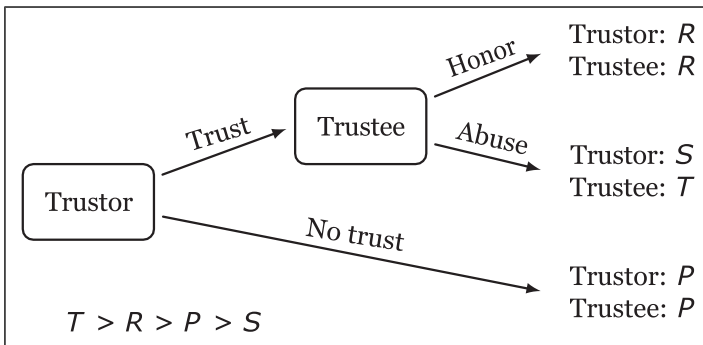 Trustor
Trust
No trust
Trustee
Honor
Abuse
Trustor: R
Trustee: R
Trustor: S
Trustee: T
Trustor: P
Trustee: P
T > R > P > S